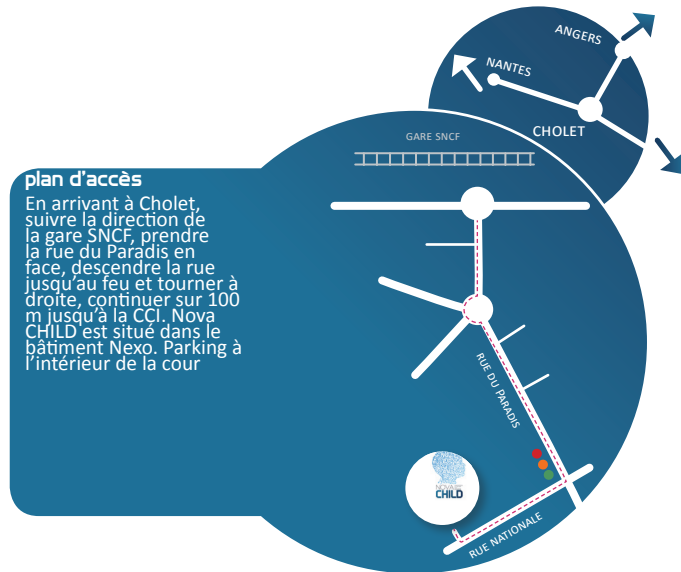 ANGERS
NANTES
CHOLET
GARE SNCF
plan d'accès
En arrivant à Cholet,
suivre la direction de
la gare SNCF, prendre
la rue du Paradis en
face, descendre la rue
jusqu'au feu et tourner à
droite, continuer sur 100
m jusqu'à la CCI. Nova
CHILD est situé dans le
bâtiment Nexo. Parking à
l'intérieur de la cour
RUE DU PARADIS
NOVA
CHILD
RUE NATIONALE